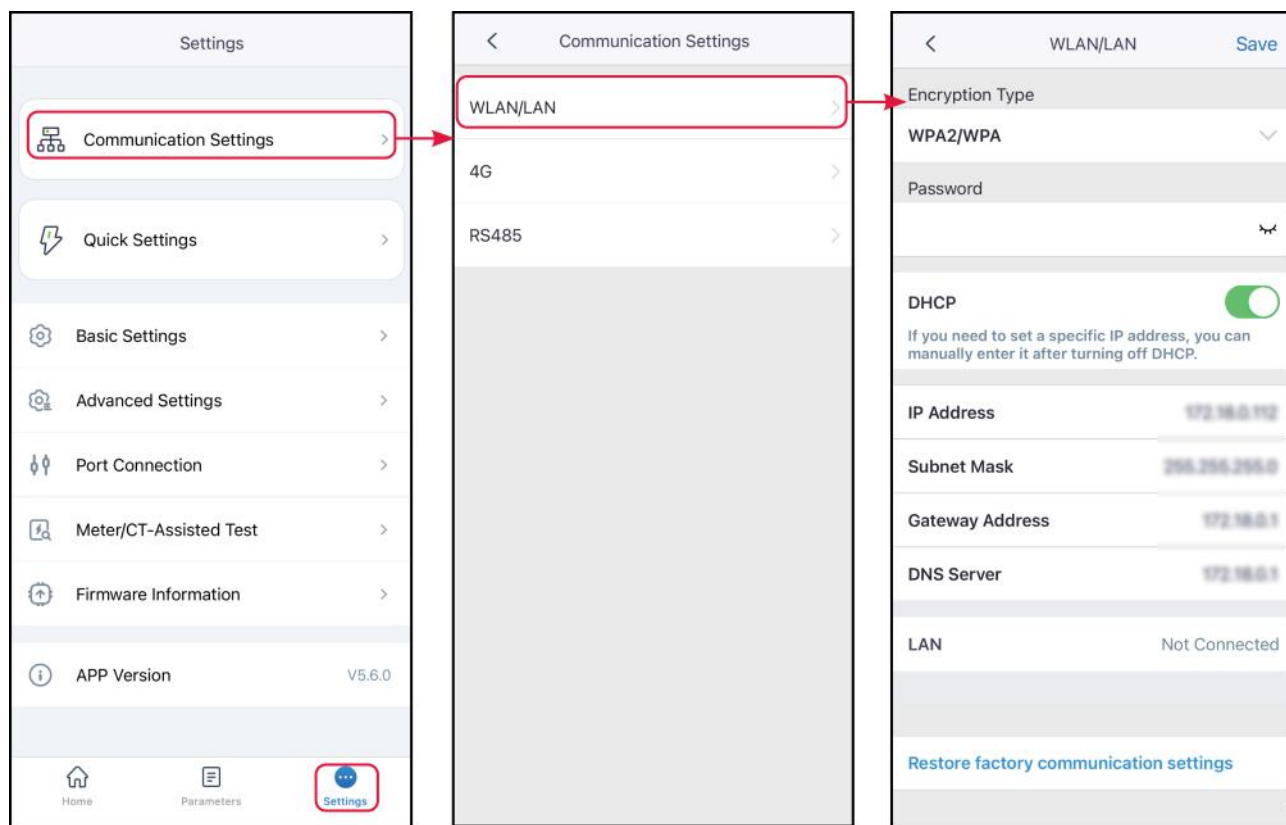 Settings
Communication Settings
Quick Settings
Basic Settings
Advanced Settings
Port Connection
Meter/CT-Assisted Test
Firmware Information
APP Version V5.6.0
Home Parameters Settings
Communication Settings
WLAN/LAN
4G
RS485
WLAN/LAN Save
Encryption Type
WPA2/WPA
Password
DHCP
If you need to set a specific IP address, you can
manually enter it after turning off DHCP.
IP Address
Subnet Mask
Gateway Address
DNS Server
LAN Not Connected
Restore factory communication settings